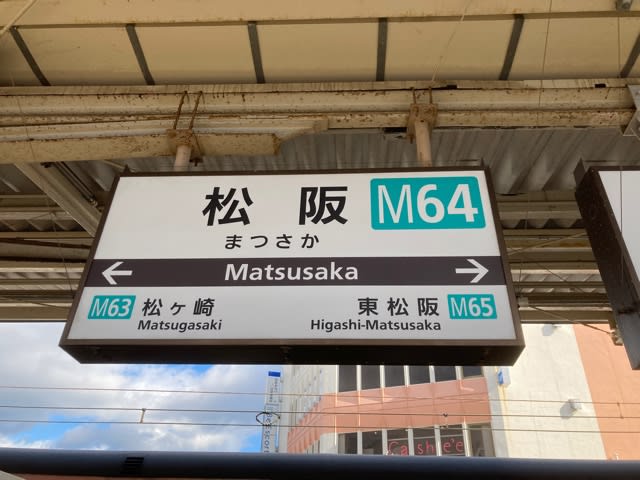 松阪 M64
まつさか
← Matsusaka →
M63 松ヶ崎
Matsugasaki
東松阪 M65
Higashi-Matsusaka